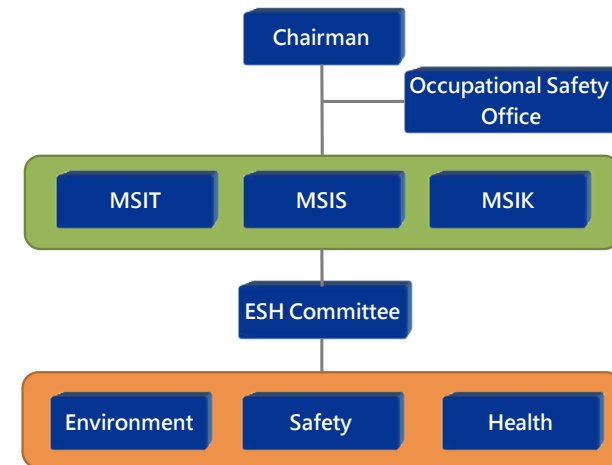 Chairman
Occupational Safety
Office
MSIT
MSIS
MSIK
ESH Committee
Environment
Safety
Health